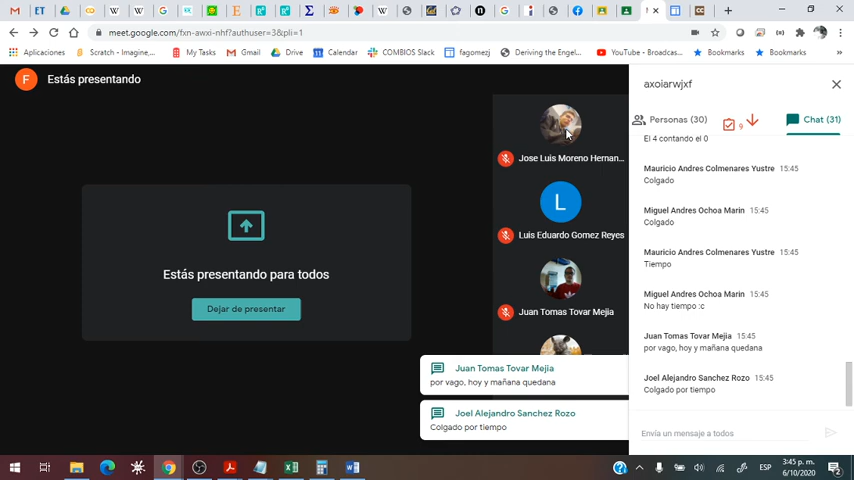 meet.google.com/fxn-awxi-nhf?authuser=3&pli=1
Aplicaciones
Scratch - Imagine,...
My Tasks
Gmail
Drive
Calendar
COMBIOS Slack
fagomezj
Deriving the Engel...
YouTube - Broadcas...
Bookmarks
Bookmarks
F
Estás presentando
Estás presentando para todos
Dejar de presentar
Jose Luis Moreno Hernan...
L
Luis Eduardo Gomez Reyes
Juan Tomas Tovar Mejia
Juan Tomas Tovar Mejia
por vago, hoy y mañana quedana
Joel Alejandro Sanchez Rozo
Colgado por tiempo
axoiarwjxf
Personas (30)
9
Chat (31)
El 4 contando el 0
Mauricio Andres Colmenares Yustre 15:45
Colgado
Miguel Andres Ochoa Marin 15:45
Colgado
Mauricio Andres Colmenares Yustre 15:45
Tiempo
Miguel Andres Ochoa Marin 15:45
No hay tiempo :c
Juan Tomas Tovar Mejia 15:45
por vago, hoy y mañana quedana
Joel Alejandro Sanchez Rozo 15:45
Colgado por tiempo
Envía un mensaje a todos
ESP
3:45 p. m.
6/10/2020
2